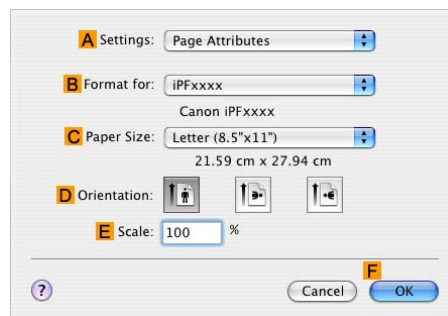 A Settings: Page Attributes
B Format for: iPFxxxx
Canon iPFxxxx
C Paper Size: Letter (8.5"x11")
21.59 cm x 27.94 cm
D Orientation:
E Scale: 100 %
F
? Cancel OK